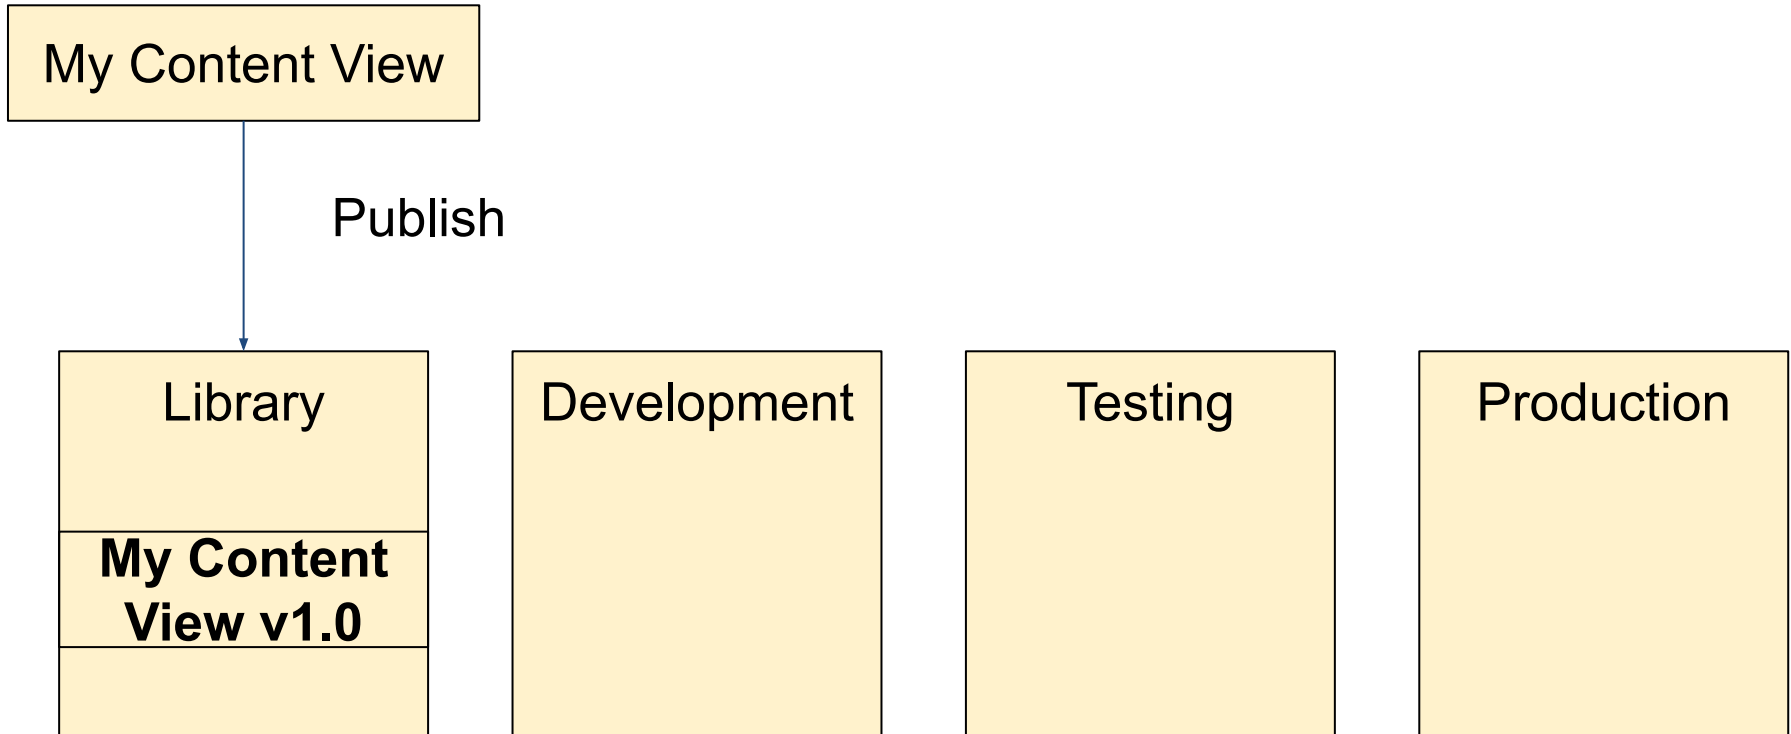 My Content View
Publish
Library
Development
Testing
Production
My Content
View v1.0